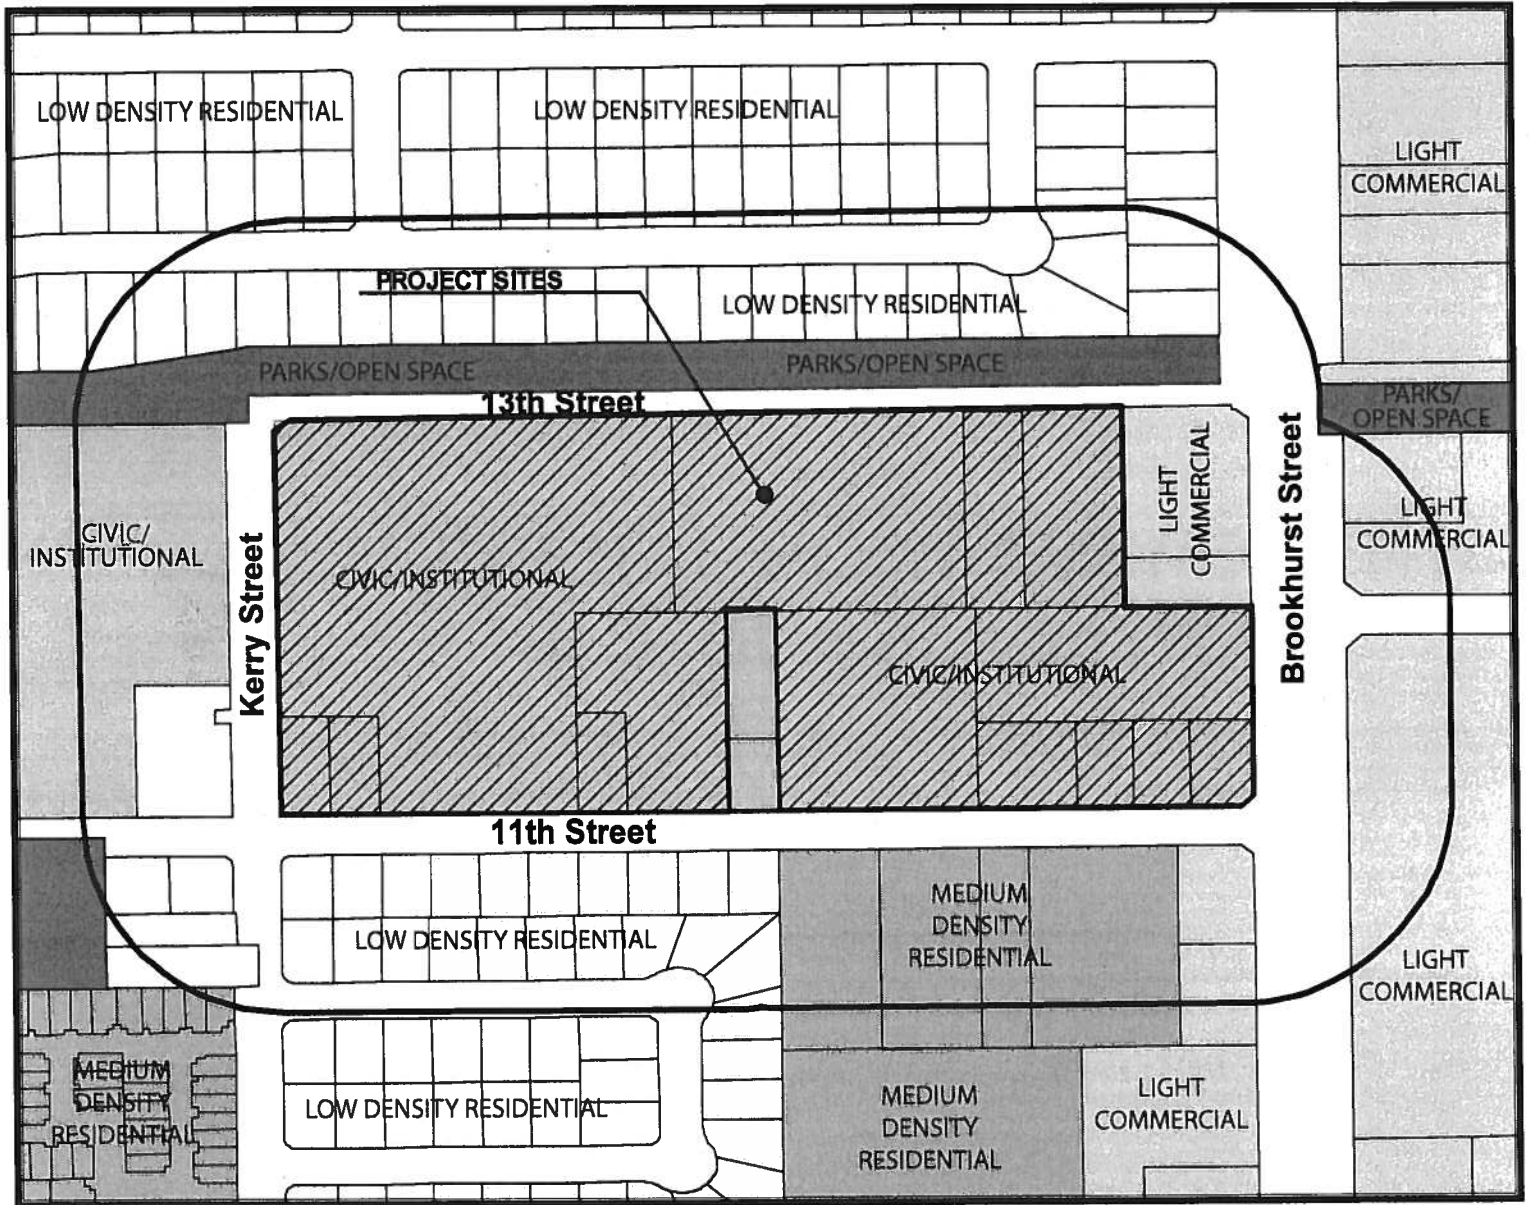 LOW DENSITY RESIDENTIAL
LOW DENSITY RESIDENTIAL
LIGHT
COMMERCIAL
PROJECT SITES
LOW DENSITY RESIDENTIAL
PARKS/OPEN SPACE
PARKS/OPEN SPACE
13th Street
PARKS/
OPEN SPACE
CIVIC/
INSTITUTIONAL
Kerry Street
CIVIC/INSTITUTIONAL
LIGHT
COMMERCIAL
Brookhurst Street
LIGHT
COMMERCIAL
CIVIC/INSTITUTIONAL
11th Street
LOW DENSITY RESIDENTIAL
MEDIUM
DENSITY
RESIDENTIAL
LIGHT
COMMERCIAL
MEDIUM
DENSITY
RESIDENTIAL
LOW DENSITY RESIDENTIAL
MEDIUM
DENSITY
RESIDENTIAL
LIGHT
COMMERCIAL